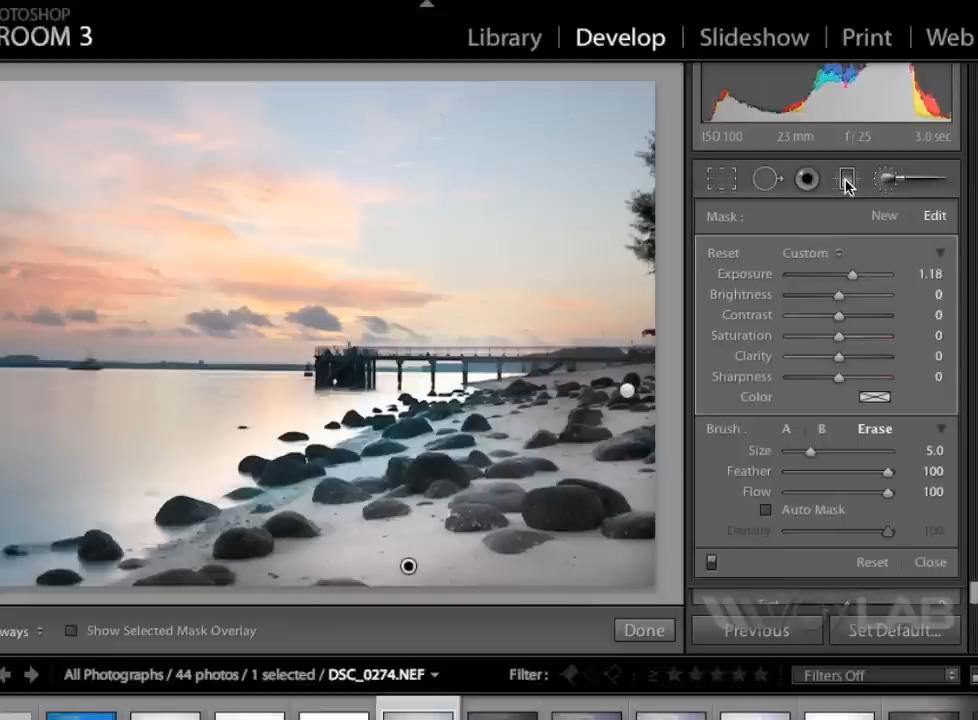 OTOSHOP
ROOM 3
Library | Develop | Slideshow | Print | Web
ISO 100 23 mm f / 25 3.0 sec
Mask : New Edit
Reset Custom
Exposure 1.18
Brightness 0
Contrast 0
Saturation 0
Clarity 0
Sharpness 0
Color
Brush : A B Erase
Size 5.0
Feather 100
Flow 100
Auto Mask
Density 100
Reset Close
WOXLAB
Previous Set Default...
ways Show Selected Mask Overlay Done
All Photographs / 44 photos / 1 selected / DSC_0274.NEF Filter: ≥ ★★★★★ Filters Off